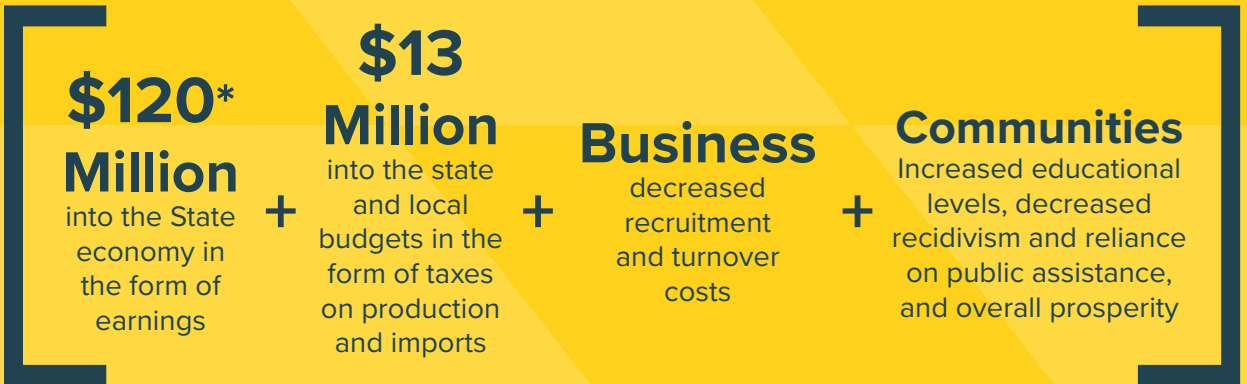 $120*
Million
into the State
economy in
the form of
earnings
+
$13
Million
into the state
and local
budgets in the
form of taxes
on production
and imports
+
Business
decreased
recruitment
and turnover
costs
+
Communities
Increased educational
levels, decreased
recidivism and reliance
on public assistance,
and overall prosperity